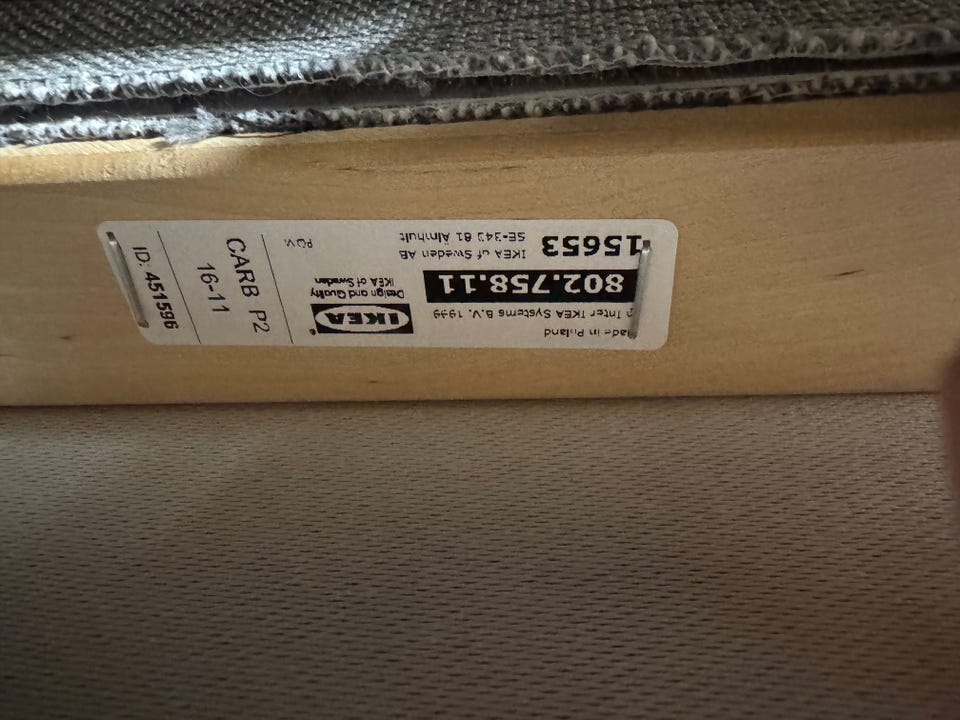 Made in Poland
© Inter IKEA Systems B.V. 1999
802.758.11
15653
IKEA of Sweden AB
SE-343 81 Älmhult
IKEA®
Design and Quality
IKEA of Sweden
CARB P2
16-11
ID: 451596